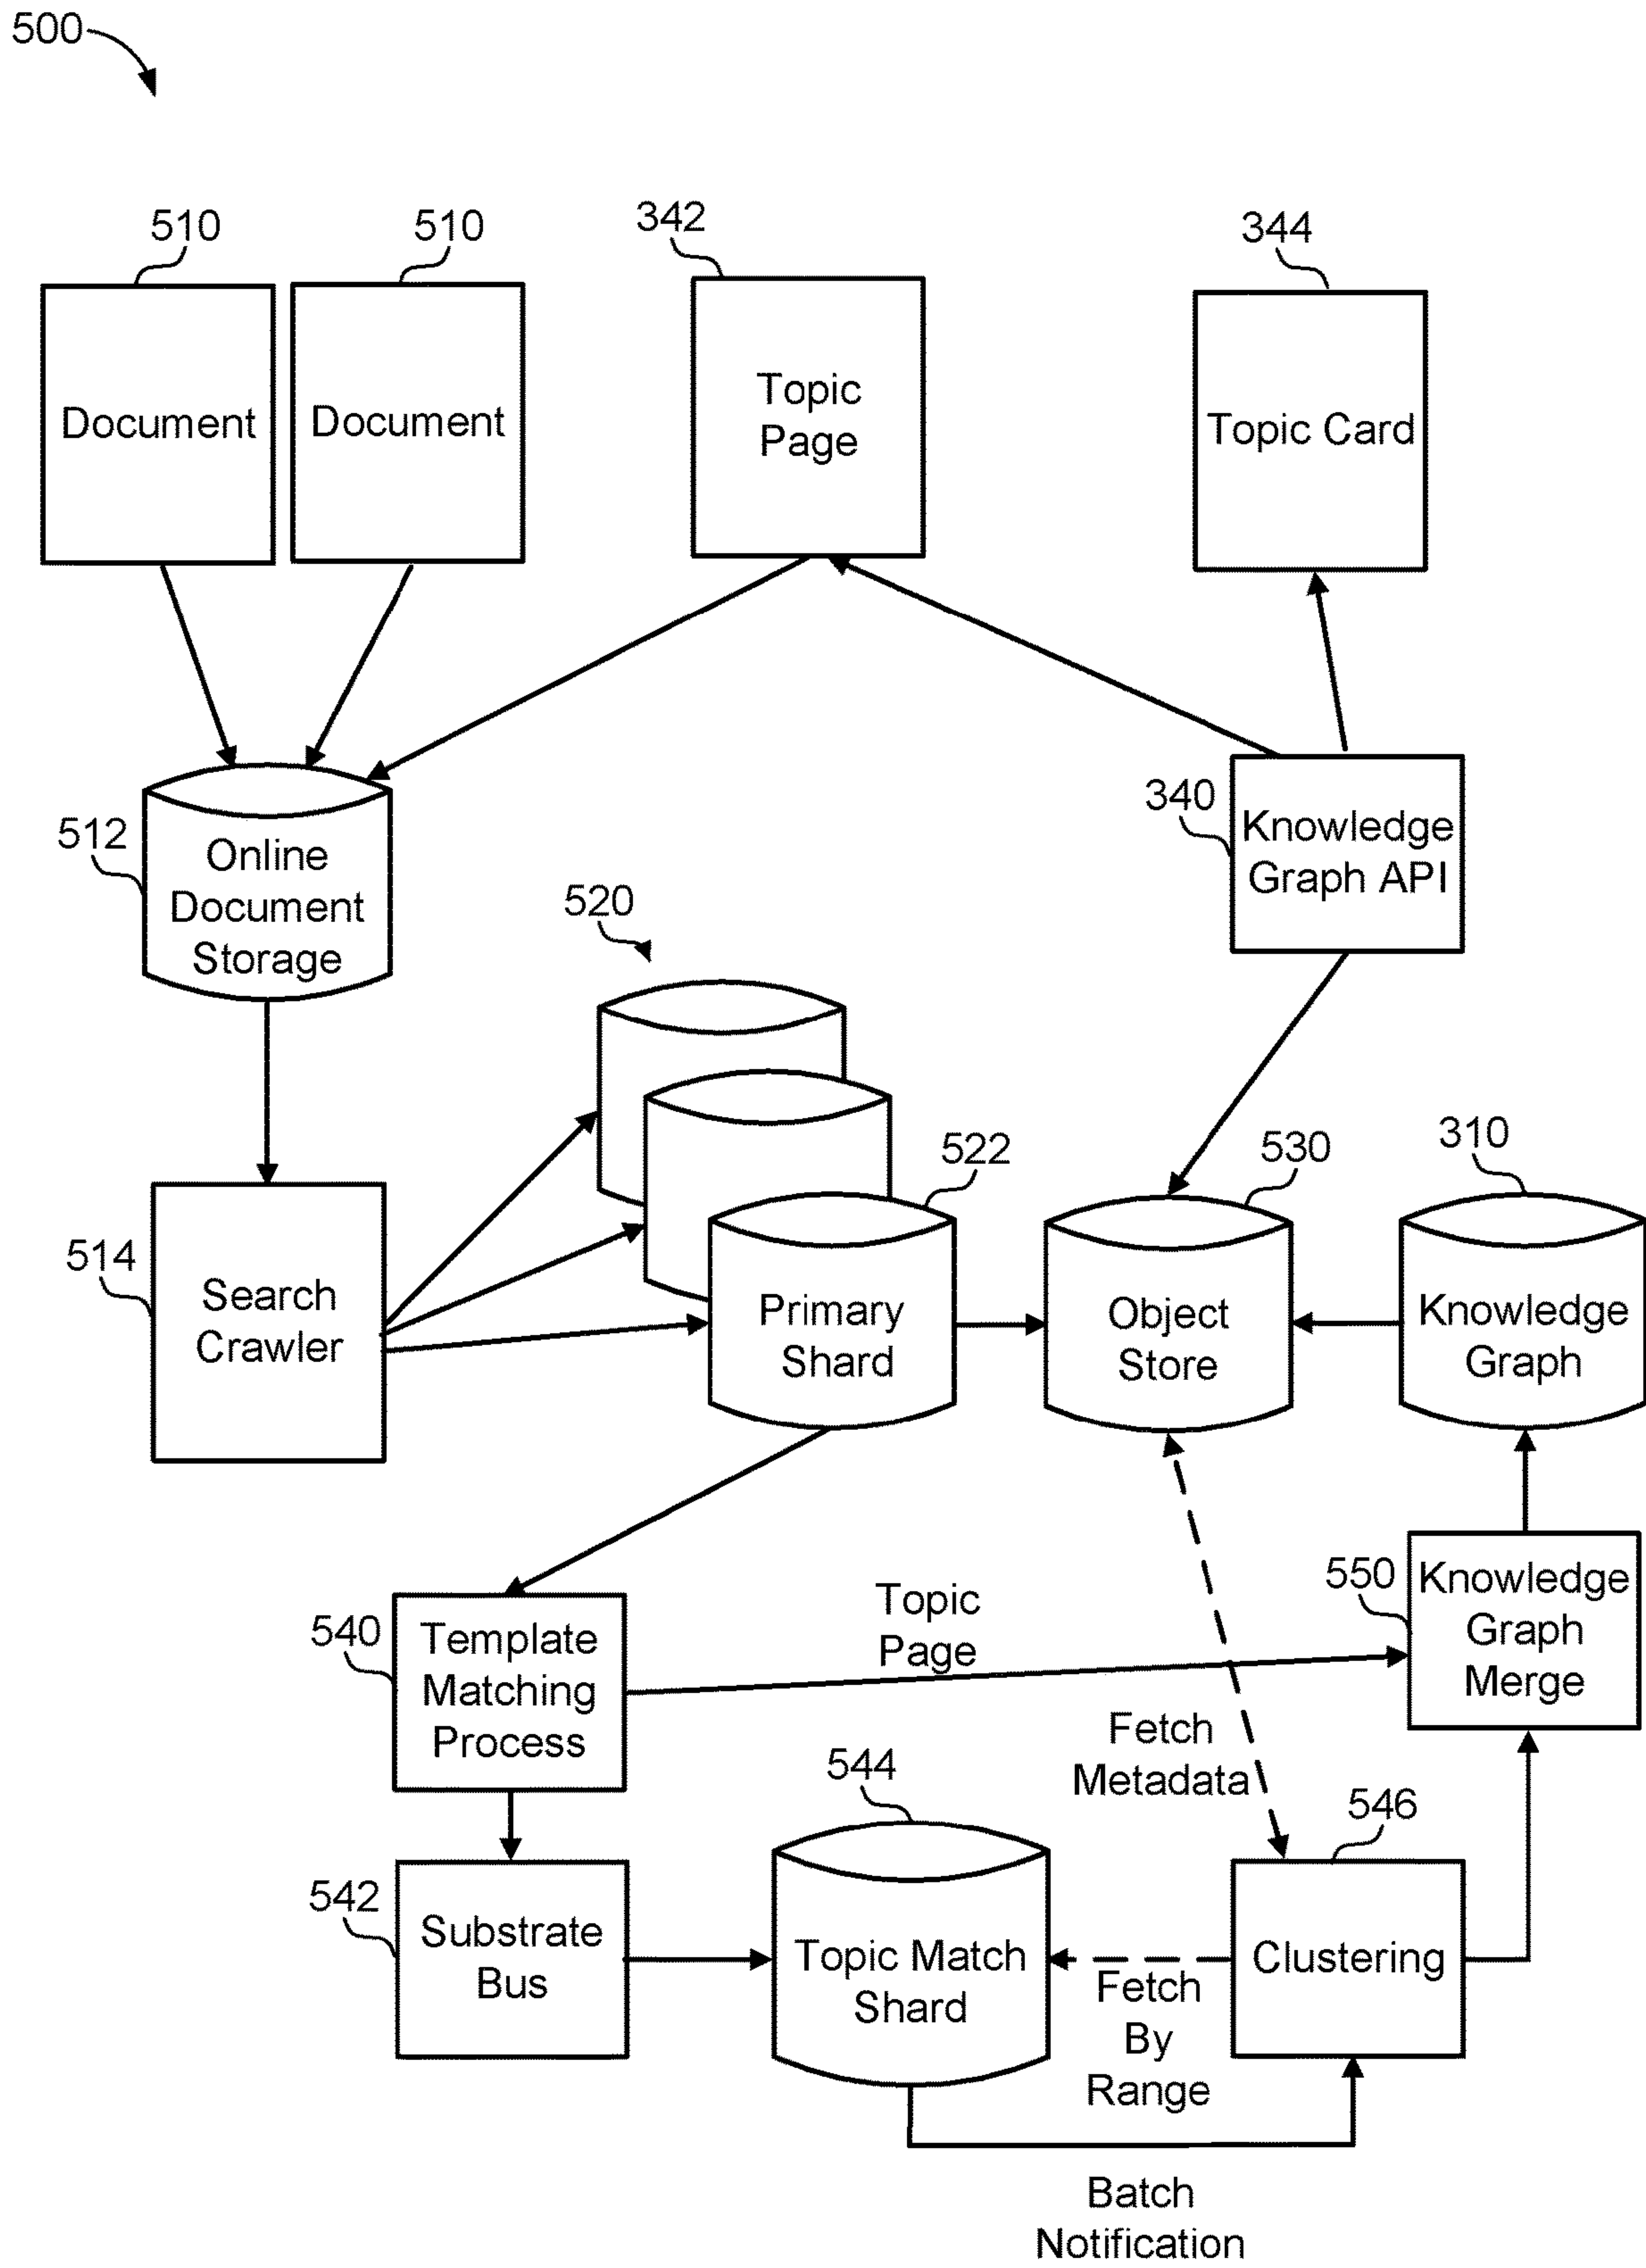 500
510
510
342
344
Document
Document
Topic
Page
Topic Card
512
Online
Document
Storage
340
Knowledge
Graph API
520
522
530
310
514
Search
Crawler
Primary
Shard
Object
Store
Knowledge
Graph
540
Template
Matching
Process
Topic
Page
550
Knowledge
Graph
Merge
Fetch
Metadata
544
546
542
Substrate
Bus
Topic Match
Shard
Fetch
By
Range
Clustering
Batch
Notification